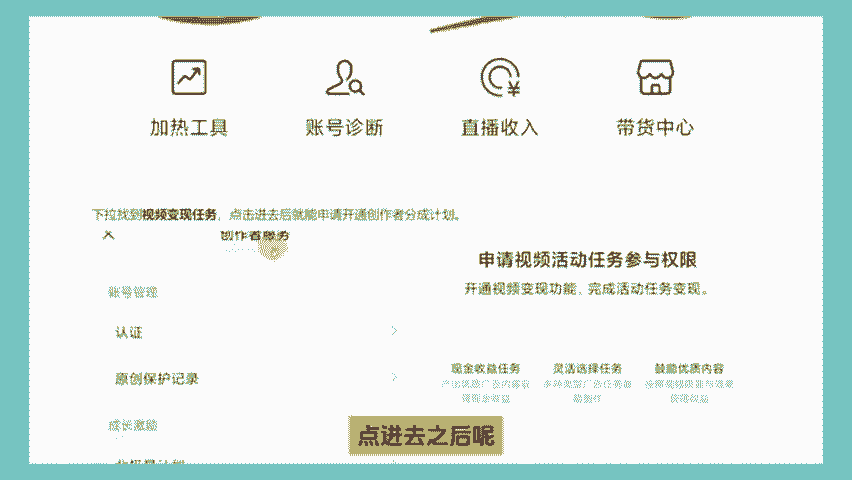 加热工具 账号诊断 直播收入 带货中心
下拉找到视频变现任务，点击进去后就能申请开通创作者分成计划。
创作者服务
申请视频活动任务参与权限
开通视频变现功能，完成活动任务变现。
账号管理
认证
原创保护记录
现金收益任务 灵活选择任务 鼓励优质内容
成长激励
点进去之后呢